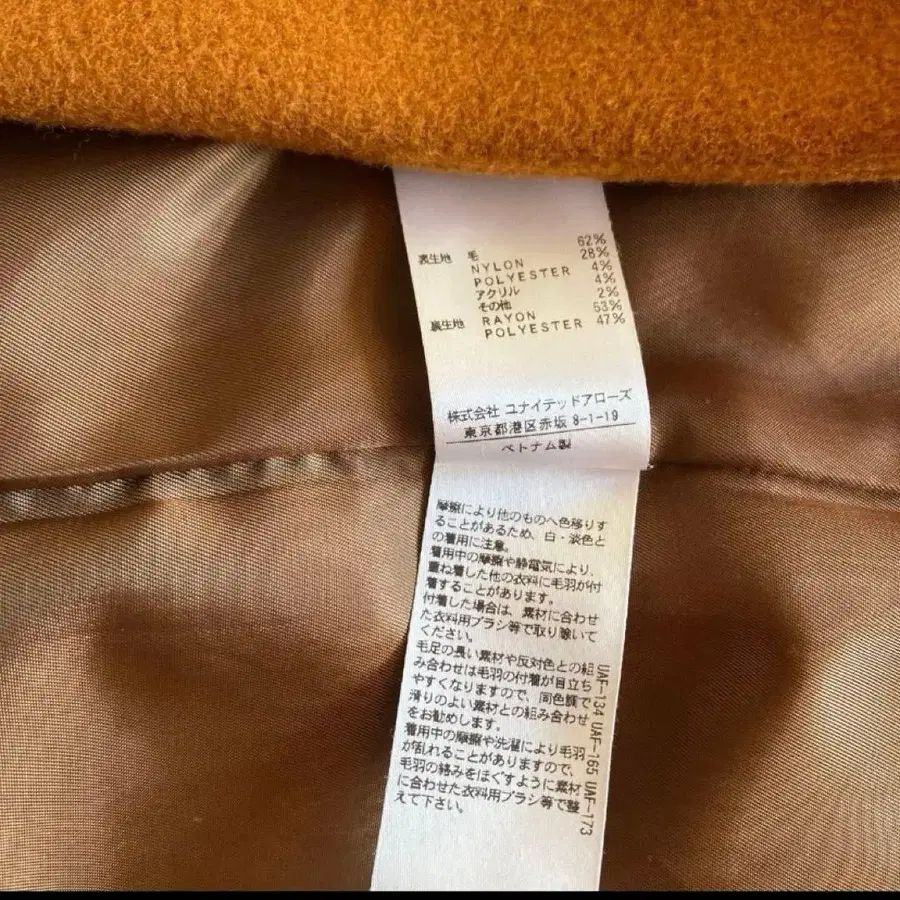 表生地 毛 62%
NYLON 28%
POLYESTER 4%
アクリル 4%
その他 2%
裏生地 RAYON 53%
POLYESTER 47%
株式会社 ユナイテッドアローズ
東京都港区赤坂 8-1-19
ベトナム製
摩擦により他のものへ色移りす
ることがあるため、白・淡色と
の着用に注意。
着用中の摩擦や静電気により、
重ね着した他の衣料に毛羽が付
着することがあります。
付着した場合は、素材に合わせ
た衣料用ブラシ等で取り除いて
ください。
毛足の長い素材や反対色との組
み合わせは毛羽の付着が目立ち
やすくなりますので、同色調で
滑りのよい素材との組み合わせ
をお勧めします。
着用中の摩擦や洗濯により毛羽
が乱れることがありますので、
毛羽の絡みをほぐすように素材
に合わせた衣料用ブラシ等で整
えて下さい。
UAF-134 UAF-165 UAF-173